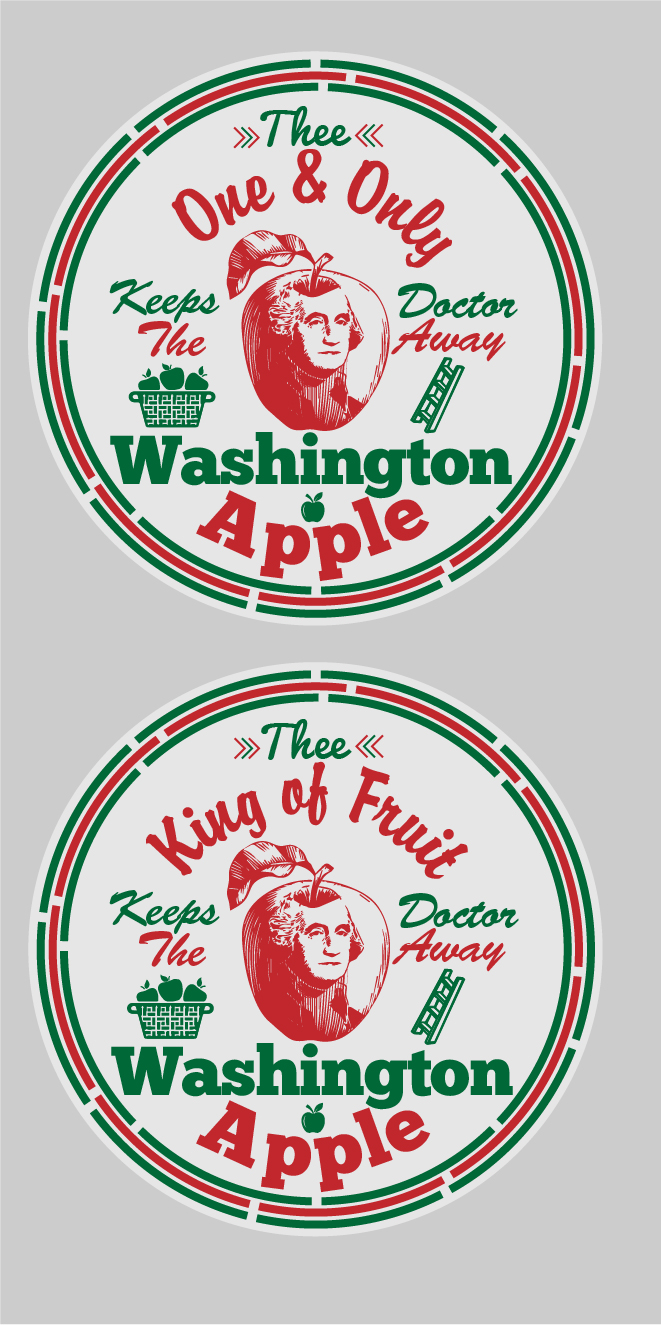 Thee
One & Only
Keeps
The
Doctor
Away
Washington
Apple
Thee
King of Fruit
Keeps
The
Doctor
Away
Washington
Apple